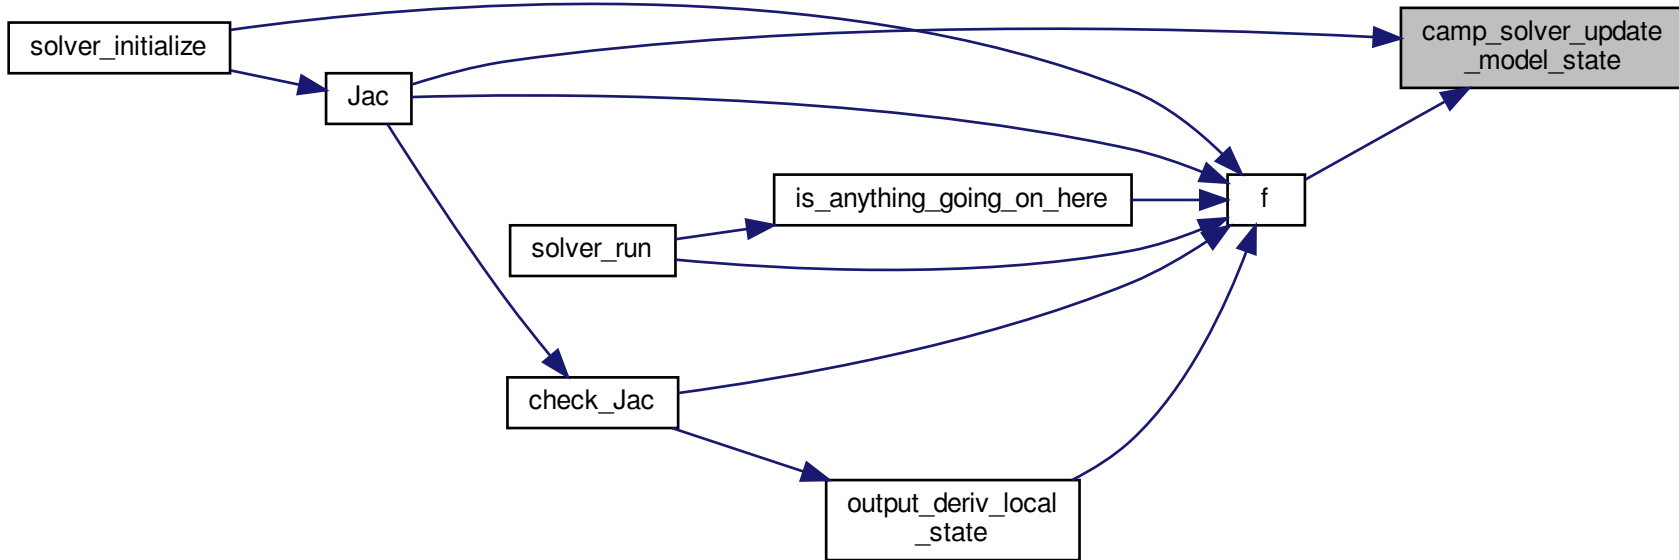 solver_initialize
camp_solver_update
_model_state
Jac
is_anything_going_on_here
f
solver_run
check_Jac
output_deriv_local
_state